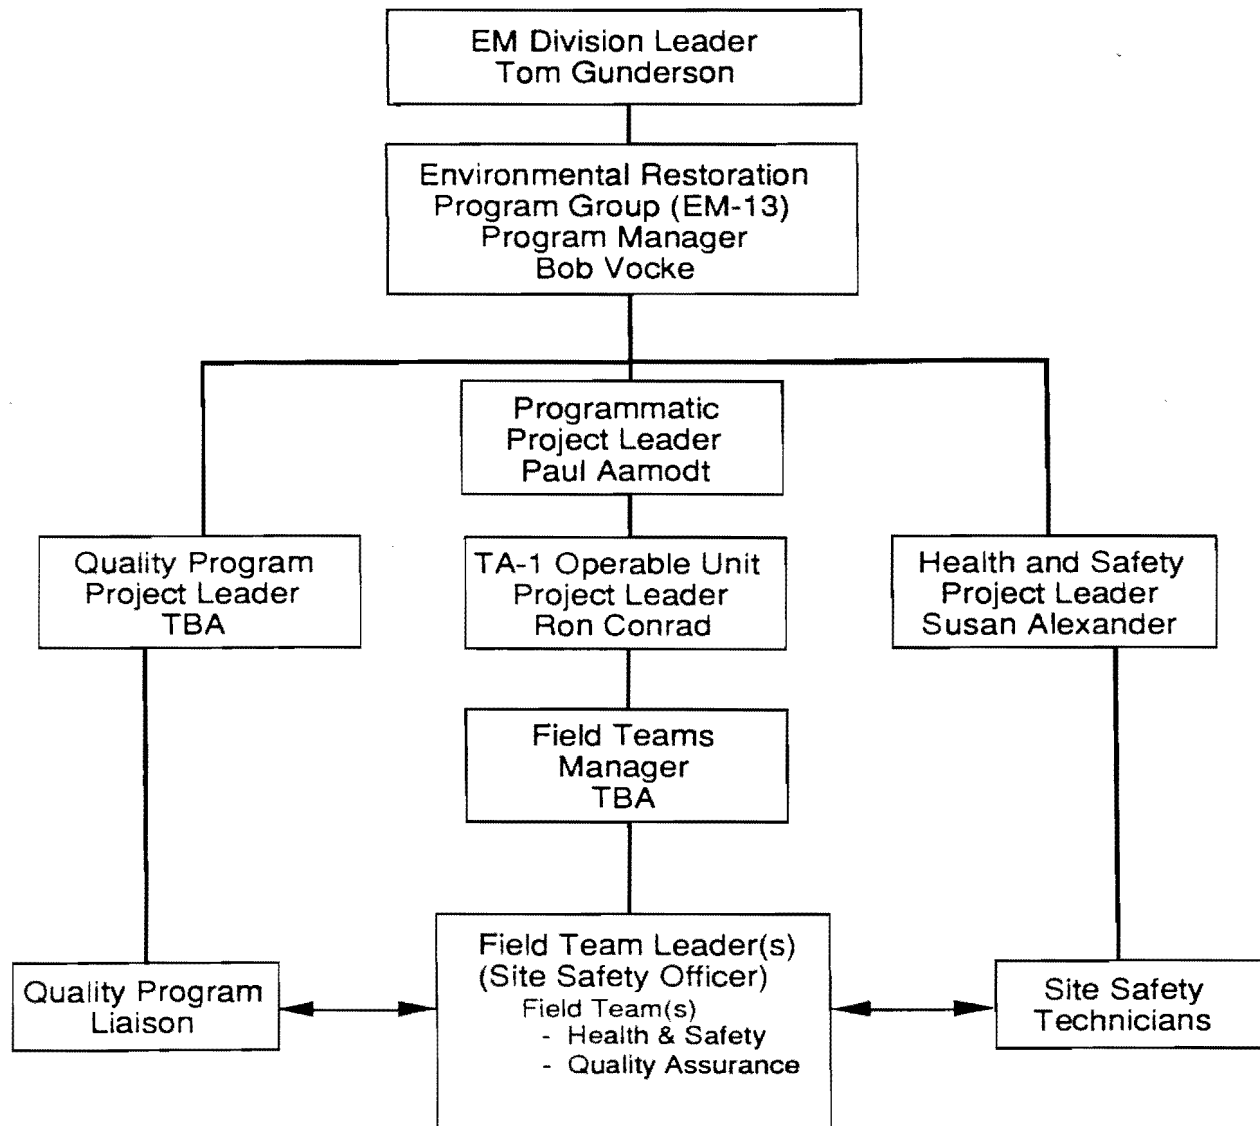 EM Division Leader
Tom Gunderson
Environmental Restoration
Program Group (EM-13)
Program Manager
Bob Vocke
Programmatic
Project Leader
Paul Aamodt
Quality Program
Project Leader
TBA
TA-1 Operable Unit
Project Leader
Ron Conrad
Health and Safety
Project Leader
Susan Alexander
Field Teams
Manager
TBA
Quality Program
Liaison
Field Team Leader(s)
(Site Safety Officer)
Field Team(s)
- Health & Safety
- Quality Assurance
Site Safety
Technicians